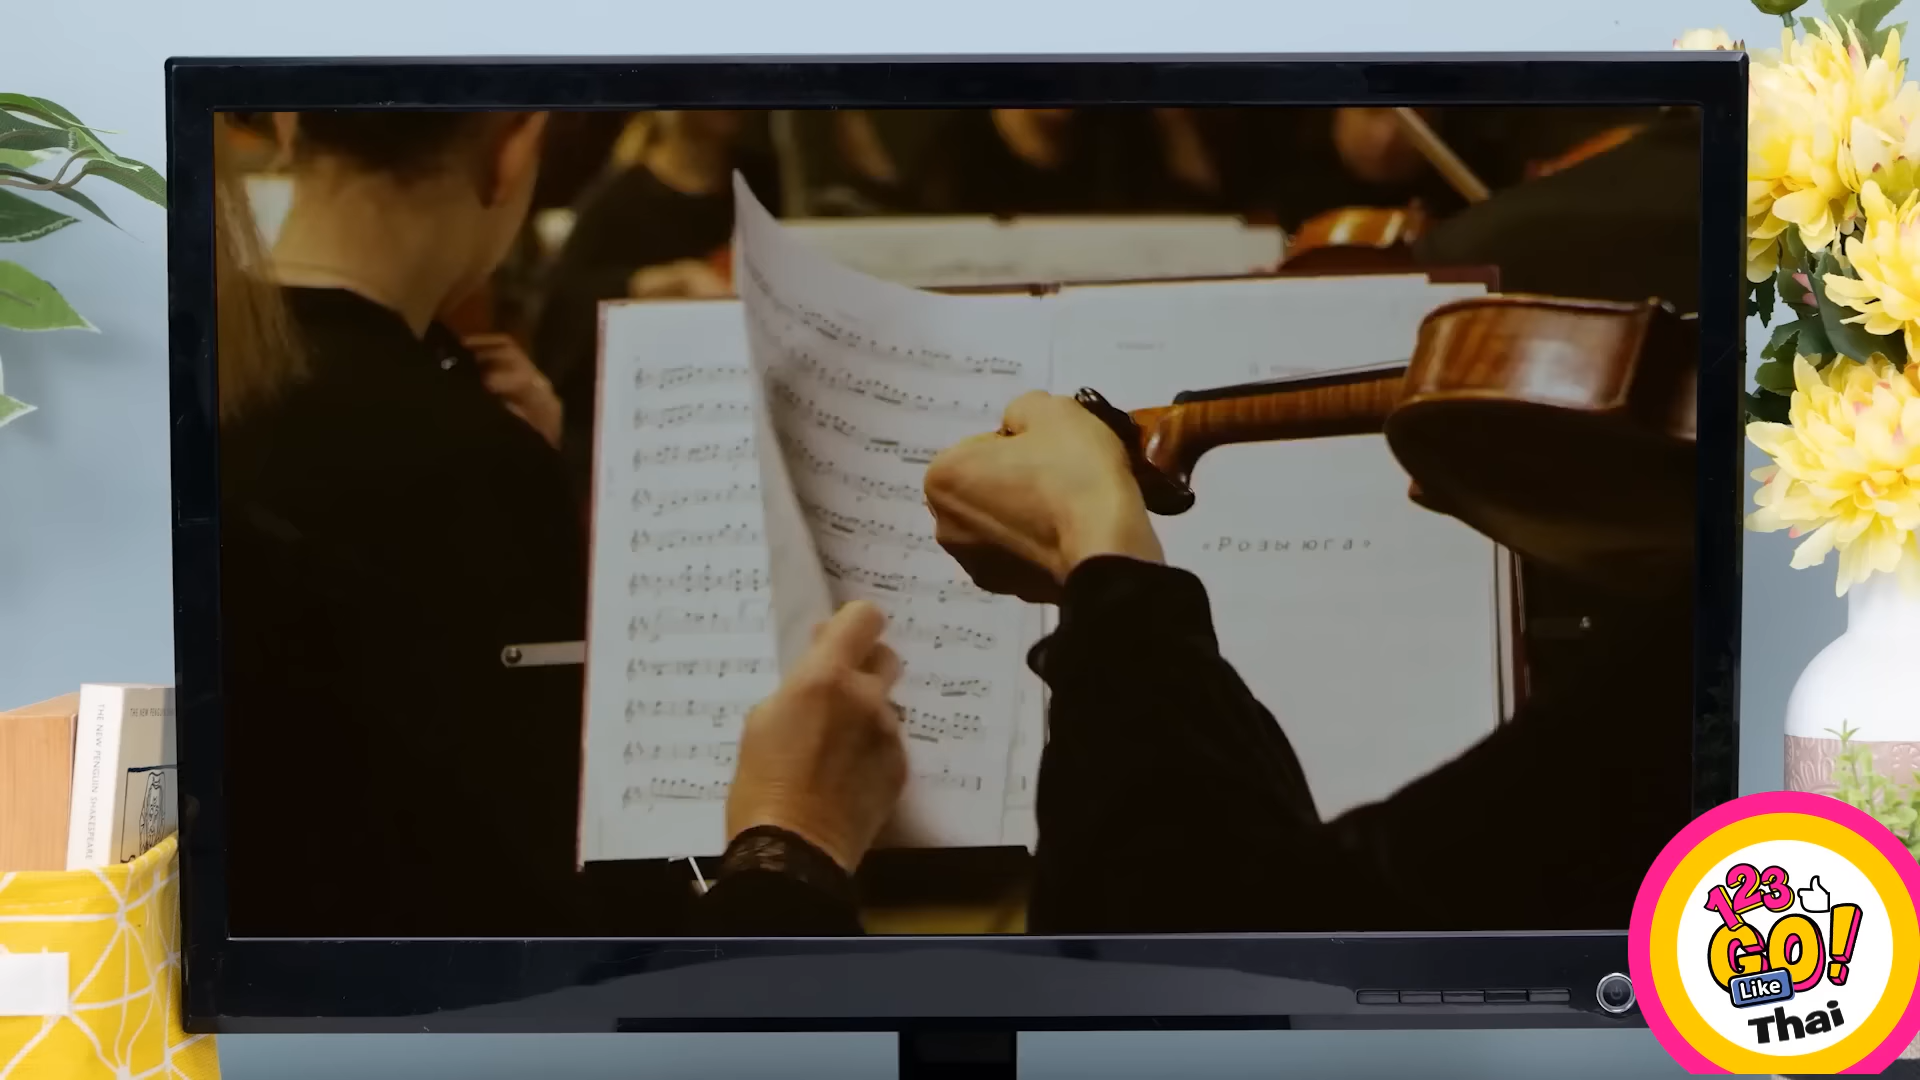 «Розы юга»
THE NEW PENGUIN SHAKESPEARE
123
GO!
Like
Thai